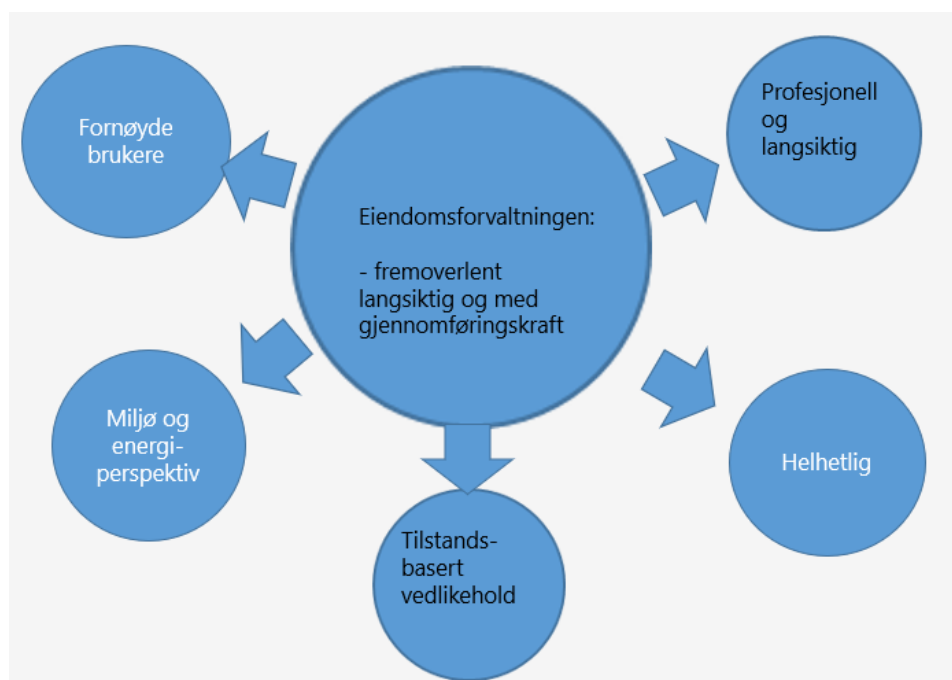 Fornøyde
brukere
Profesjonell
og
langsiktig
Eiendomsforvaltningen:
- fremoverlent
langsiktig og med
gjennomføringskraft
Miljø og
energi-
perspektiv
Helhetlig
Tilstands-
basert
vedlikehold